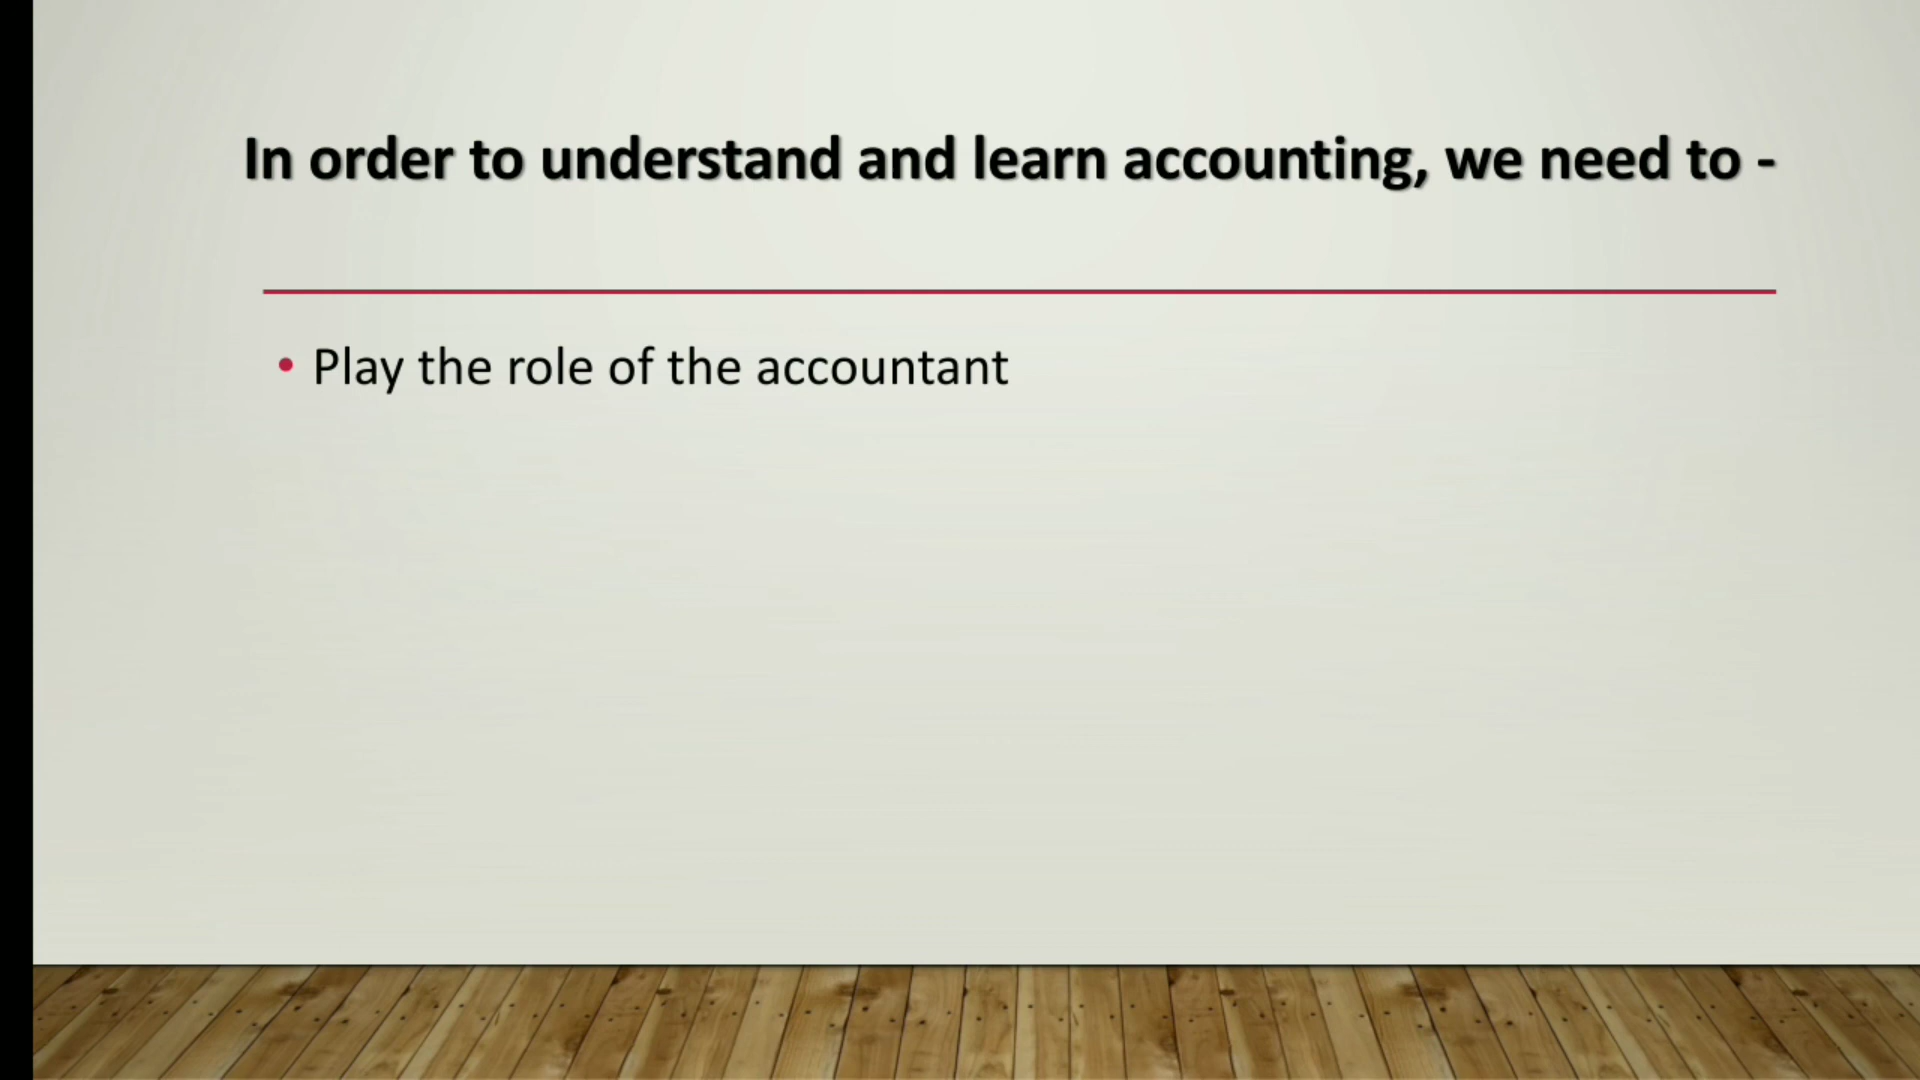 In order to understand and learn accounting, we need to -
• Play the role of the accountant